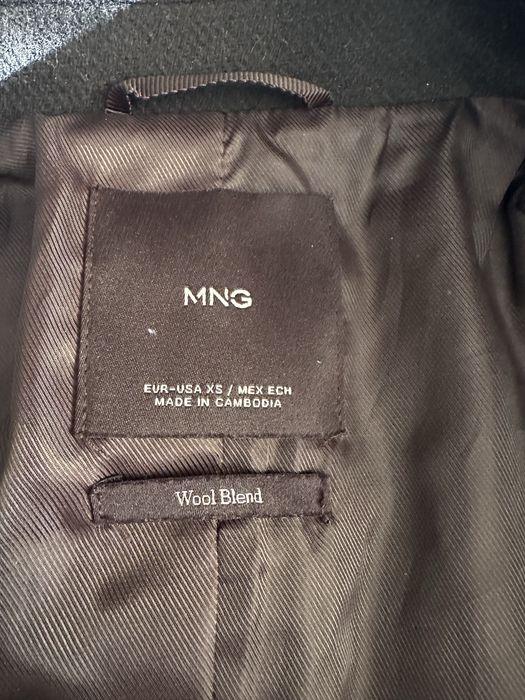 MNG
EUR-USA XS / MEX ECH
MADE IN CAMBODIA
Wool Blend